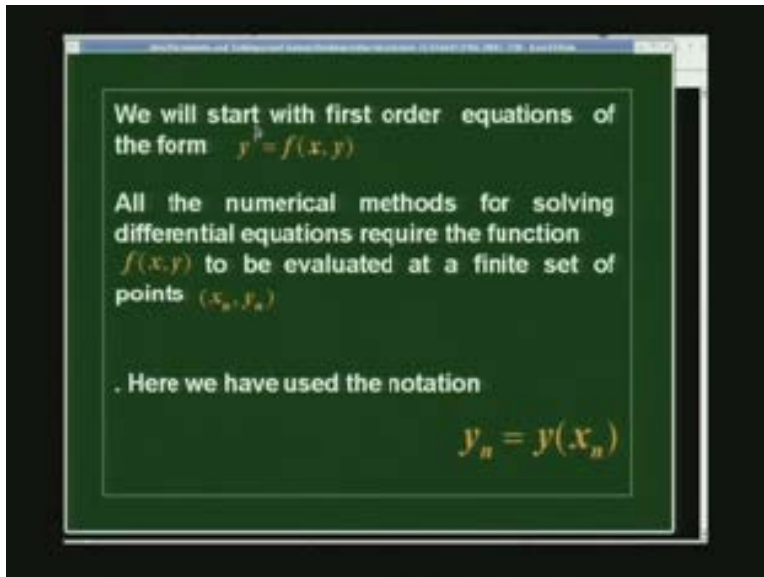 We will start with first order equations of
the form y' = f(x, y)
All the numerical methods for solving
differential equations require the function
f(x,y) to be evaluated at a finite set of
points (xₙ, yₙ)
. Here we have used the notation
yₙ = y(xₙ)